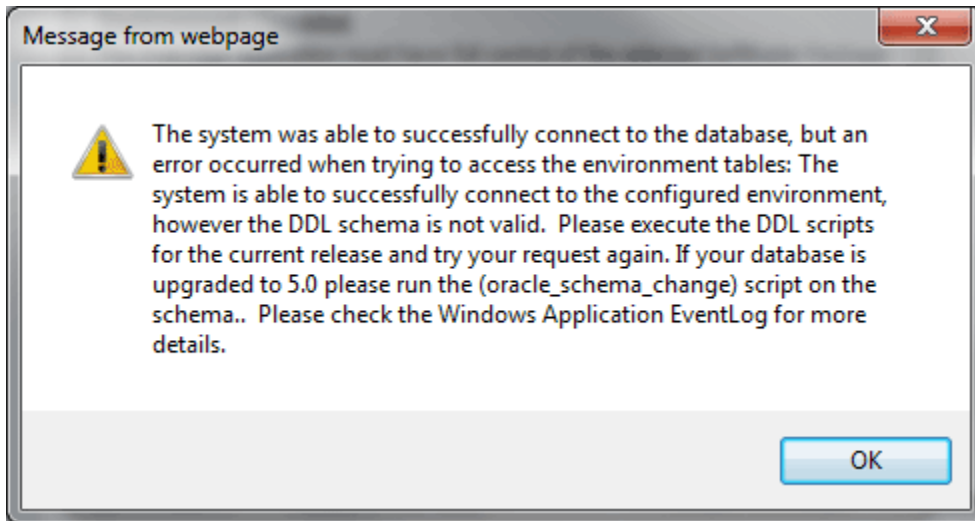 Message from webpage
The system was able to successfully connect to the database, but an
error occurred when trying to access the environment tables: The
system is able to successfully connect to the configured environment,
however the DDL schema is not valid.  Please execute the DDL scripts
for the current release and try your request again. If your database is
upgraded to 5.0 please run the (oracle_schema_change) script on the
schema..  Please check the Windows Application EventLog for more
details.
OK